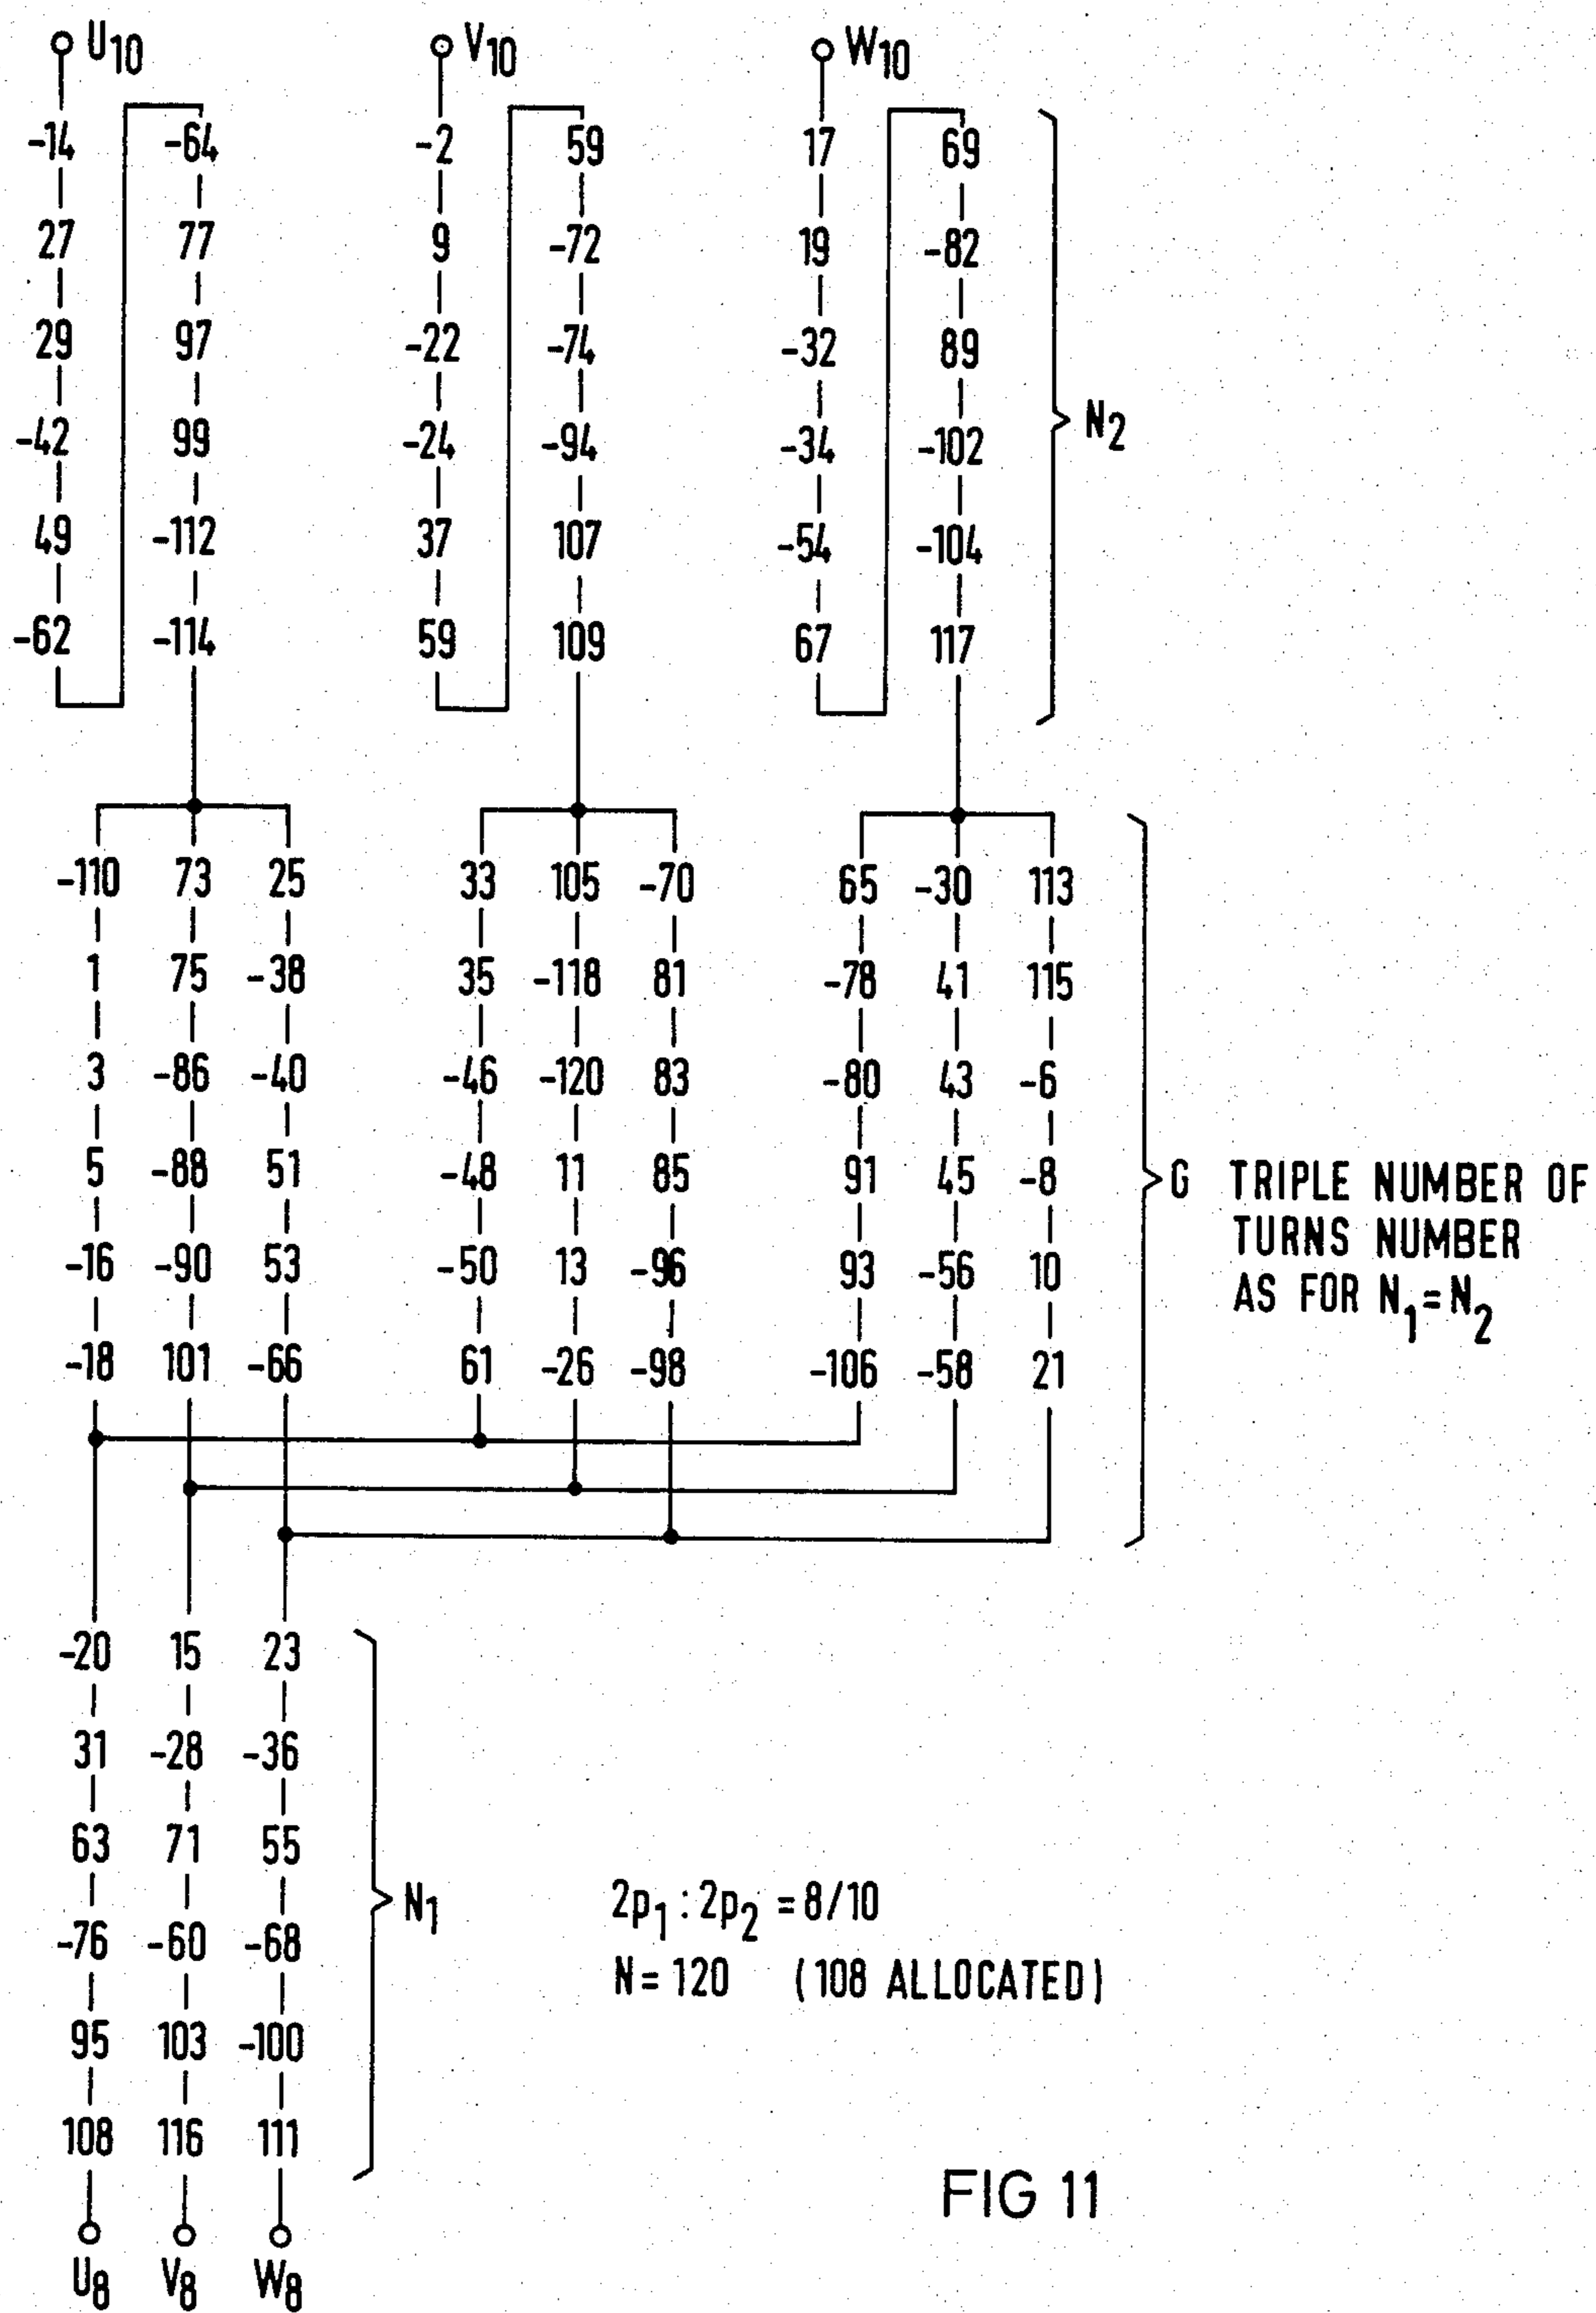 U10 V10 W10
-14 -64 -2 59 17 69
27 77 9 -72 19 -82
29 97 -22 -74 -32 89
-42 99 -24 -94 -34 -102
49 -112 37 107 -54 -104
-62 -114 59 109 67 117
N2
-110 73 25 33 105 -70 65 -30 113
1 75 -38 35 -118 81 -78 41 115
3 -86 -40 -46 -120 83 -80 43 -6
5 -88 51 -48 11 85 91 45 -8
-16 -90 53 -50 13 -96 93 -56 10
-18 101 -66 61 -26 -98 -106 -58 21
G TRIPLE NUMBER OF
TURNS NUMBER
AS FOR N1=N2
-20 15 23
31 -28 -36
63 71 55
-76 -60 -68
95 103 -100
108 116 111
N1
U8 V8 W8
2p1:2p2=8/10
N=120 (108 ALLOCATED)
FIG 11